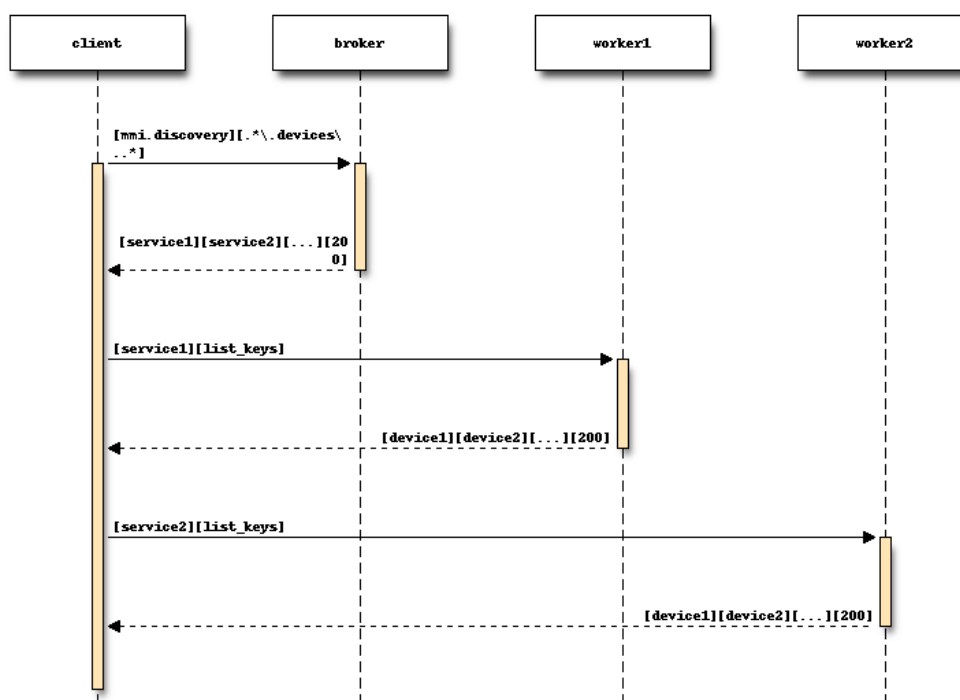 client
broker
worker1
worker2
[mmi.discovery][.*\.devices\
..*]
[service1][service2][...][20
0]
[service1][list_keys]
[device1][device2][...][200]
[service2][list_keys]
[device1][device2][...][200]